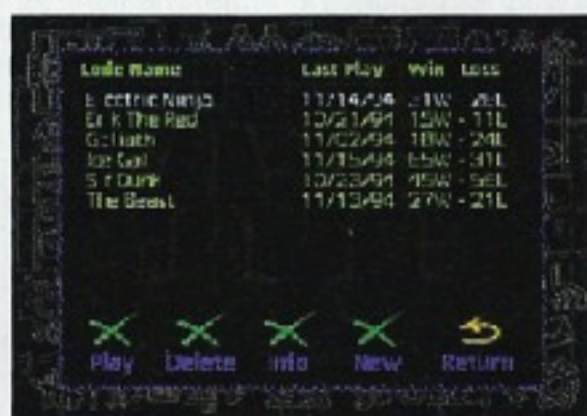 Code Name Last Play Win Loss
Electric Ninja 11/14/94 31W - 28L
Erik The Red 10/21/94 15W - 11L
Goliath 11/02/94 18W - 24L
Ice Gal 11/15/94 65W - 31L
Sir Dunk 10/23/94 45W - 56L
The Beast 11/13/94 27W - 21L
Play Delete Info New Return